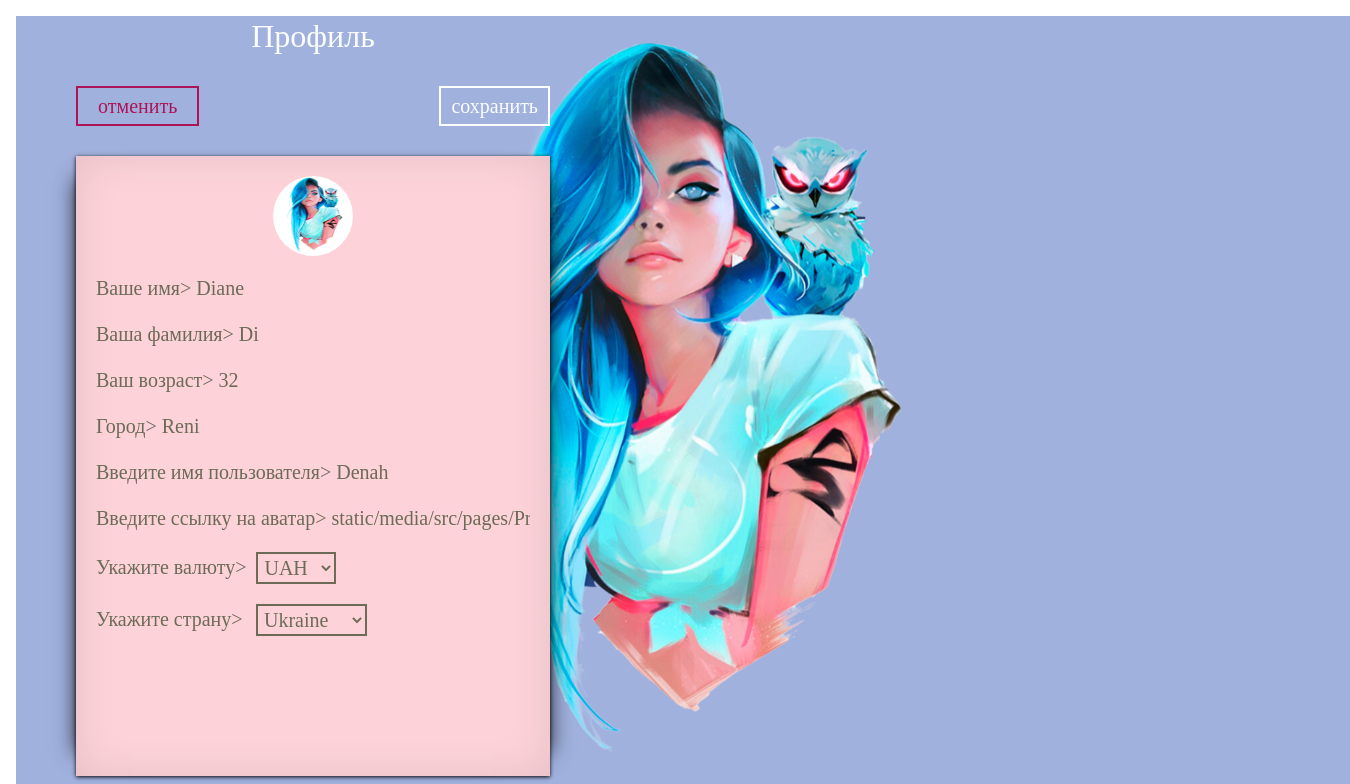 Профиль
отменить
сохранить
Ваше имя> Diane
Ваша фамилия> Di
Ваш возраст> 32
Город> Reni
Введите имя пользователя> Denah
Введите ссылку на аватар> static/media/src/pages/Pr
Укажите валюту> UAH
Укажите страну> Ukraine